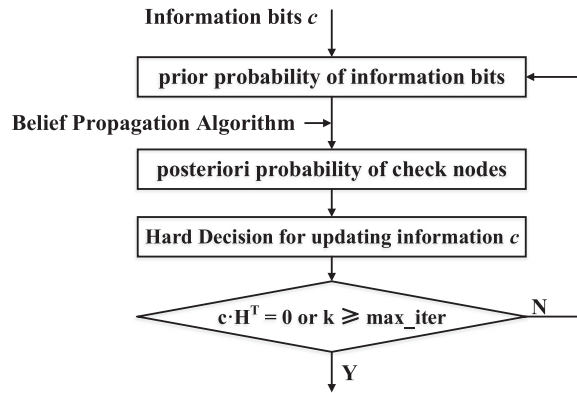 Information bits c
prior probability of information bits
Belief Propagation Algorithm
posteriori probability of check nodes
Hard Decision for updating information c
c·Hᵀ = 0 or k ⩾ max_iter
N
Y